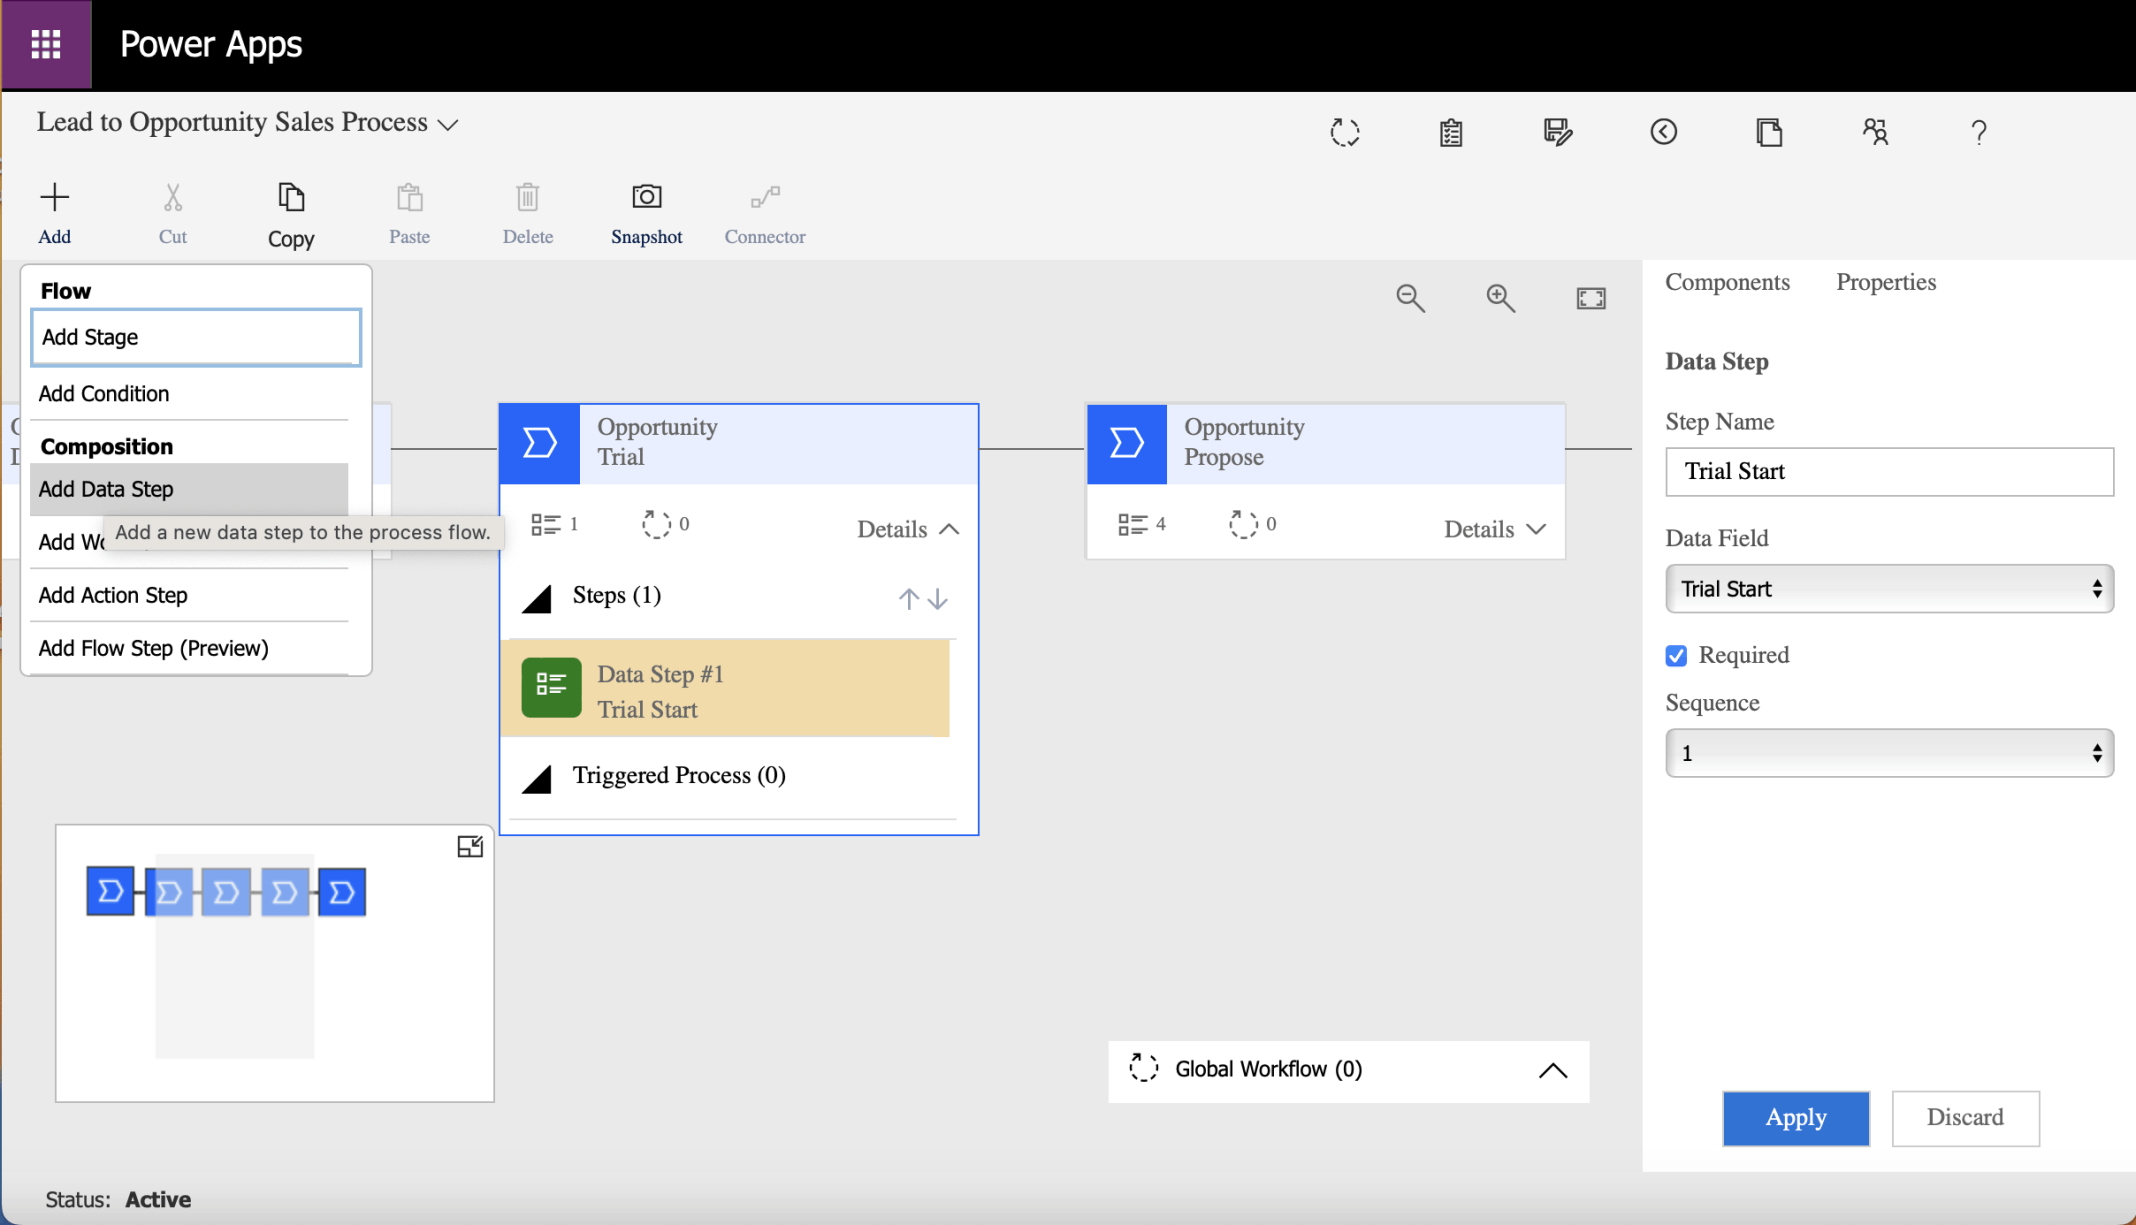 Power Apps
Lead to Opportunity Sales Process
?
Add
Cut
Copy
Paste
Delete
Snapshot
Connector
Flow
Add Stage
Add Condition
Composition
Add Data Step
Add a new data step to the process flow.
Add Wo
Add Action Step
Add Flow Step (Preview)
Opportunity
Trial
1
0
Details
Steps (1)
Data Step #1
Trial Start
Triggered Process (0)
Opportunity
Propose
4
0
Details
Global Workflow (0)
Components
Properties
Data Step
Step Name
Trial Start
Data Field
Trial Start
Required
Sequence
1
Apply
Discard
Status: Active